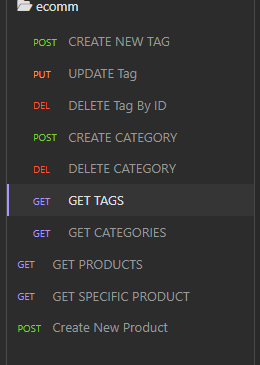 ecomm
POST CREATE NEW TAG
PUT UPDATE Tag
DEL DELETE Tag By ID
POST CREATE CATEGORY
DEL DELETE CATEGORY
GET GET TAGS
GET GET CATEGORIES
GET GET PRODUCTS
GET GET SPECIFIC PRODUCT
POST Create New Product